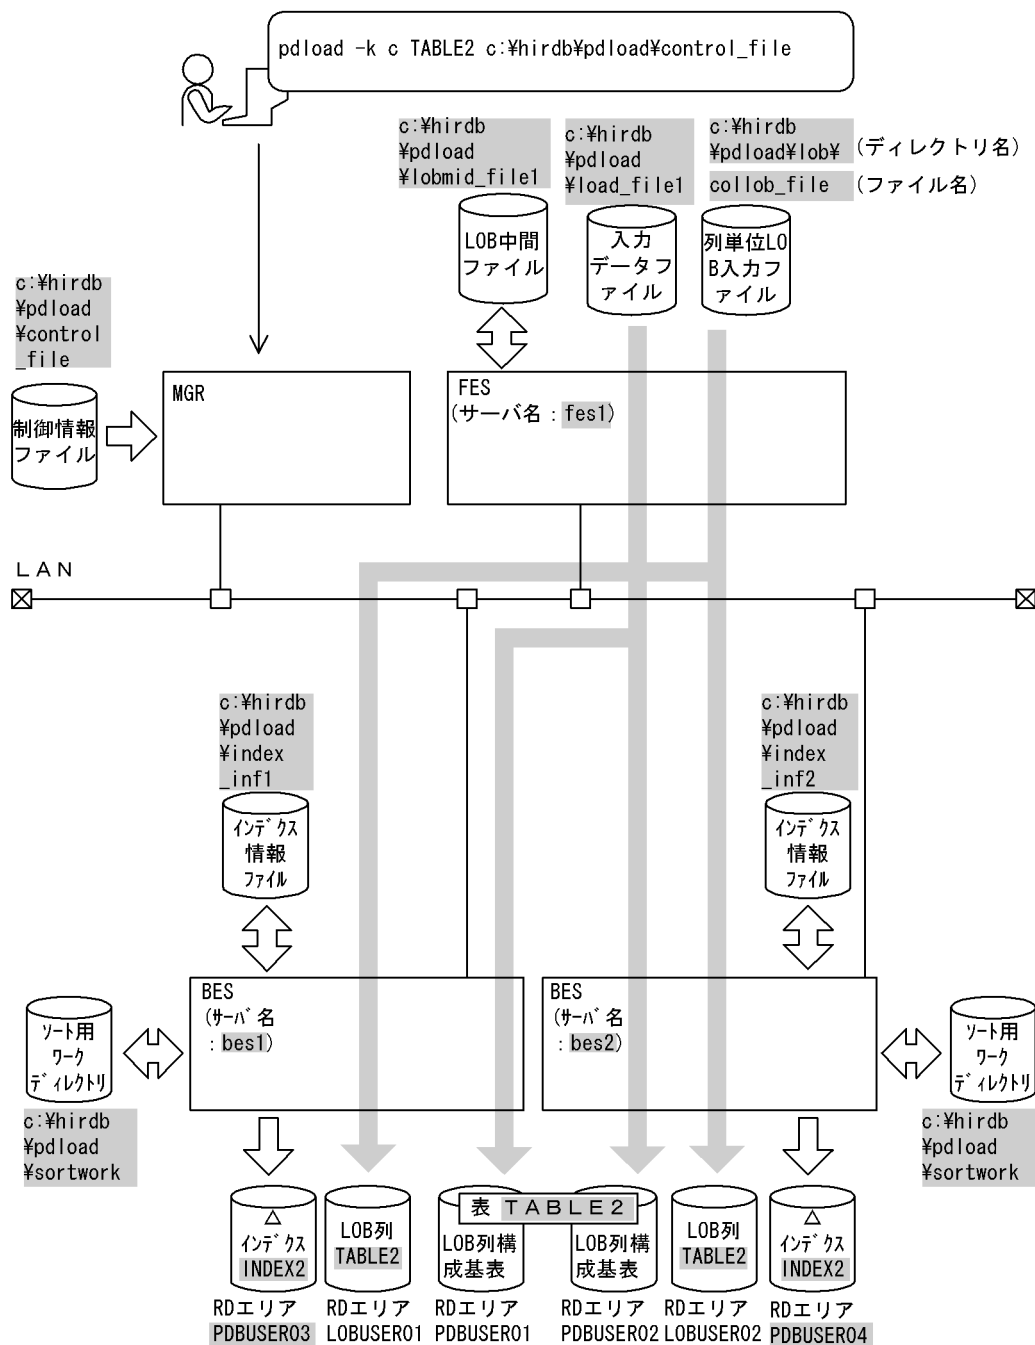 pdload -k c TABLE2 c:¥hirdb¥pdload¥control_file
c:¥hirdb
¥pdload
¥lobmid_file1
c:¥hirdb
¥pdload
¥load_file1
c:¥hirdb
¥pdload¥lob¥
(ディレクトリ名)
collob_file
(ファイル名)
LOB中間
ファイル
入力
データファ
イル
列単位LO
B入力ファ
イル
c:¥hirdb
¥pdload
¥control
_file
制御情報
ファイル
MGR
FES
(サーバ名:fes1)
LAN
c:¥hirdb
¥pdload
¥index
_inf1
インデクス
情報
ファイル
c:¥hirdb
¥pdload
¥index
_inf2
インデクス
情報
ファイル
BES
(サーバ名
:bes1)
BES
(サーバ名
:bes2)
ソート用
ワーク
ディレクトリ
c:¥hirdb
¥pdload
¥sortwork
ソート用
ワーク
ディレクトリ
c:¥hirdb
¥pdload
¥sortwork
表 TABLE2
インデクス
INDEX2
LOB列
TABLE2
LOB列構
成基表
LOB列構
成基表
LOB列
TABLE2
インデクス
INDEX2
RDエリア
PDBUSER03
RDエリア
LOBUSER01
RDエリア
PDBUSER01
RDエリア
PDBUSER02
RDエリア
LOBUSER02
RDエリア
PDBUSER04